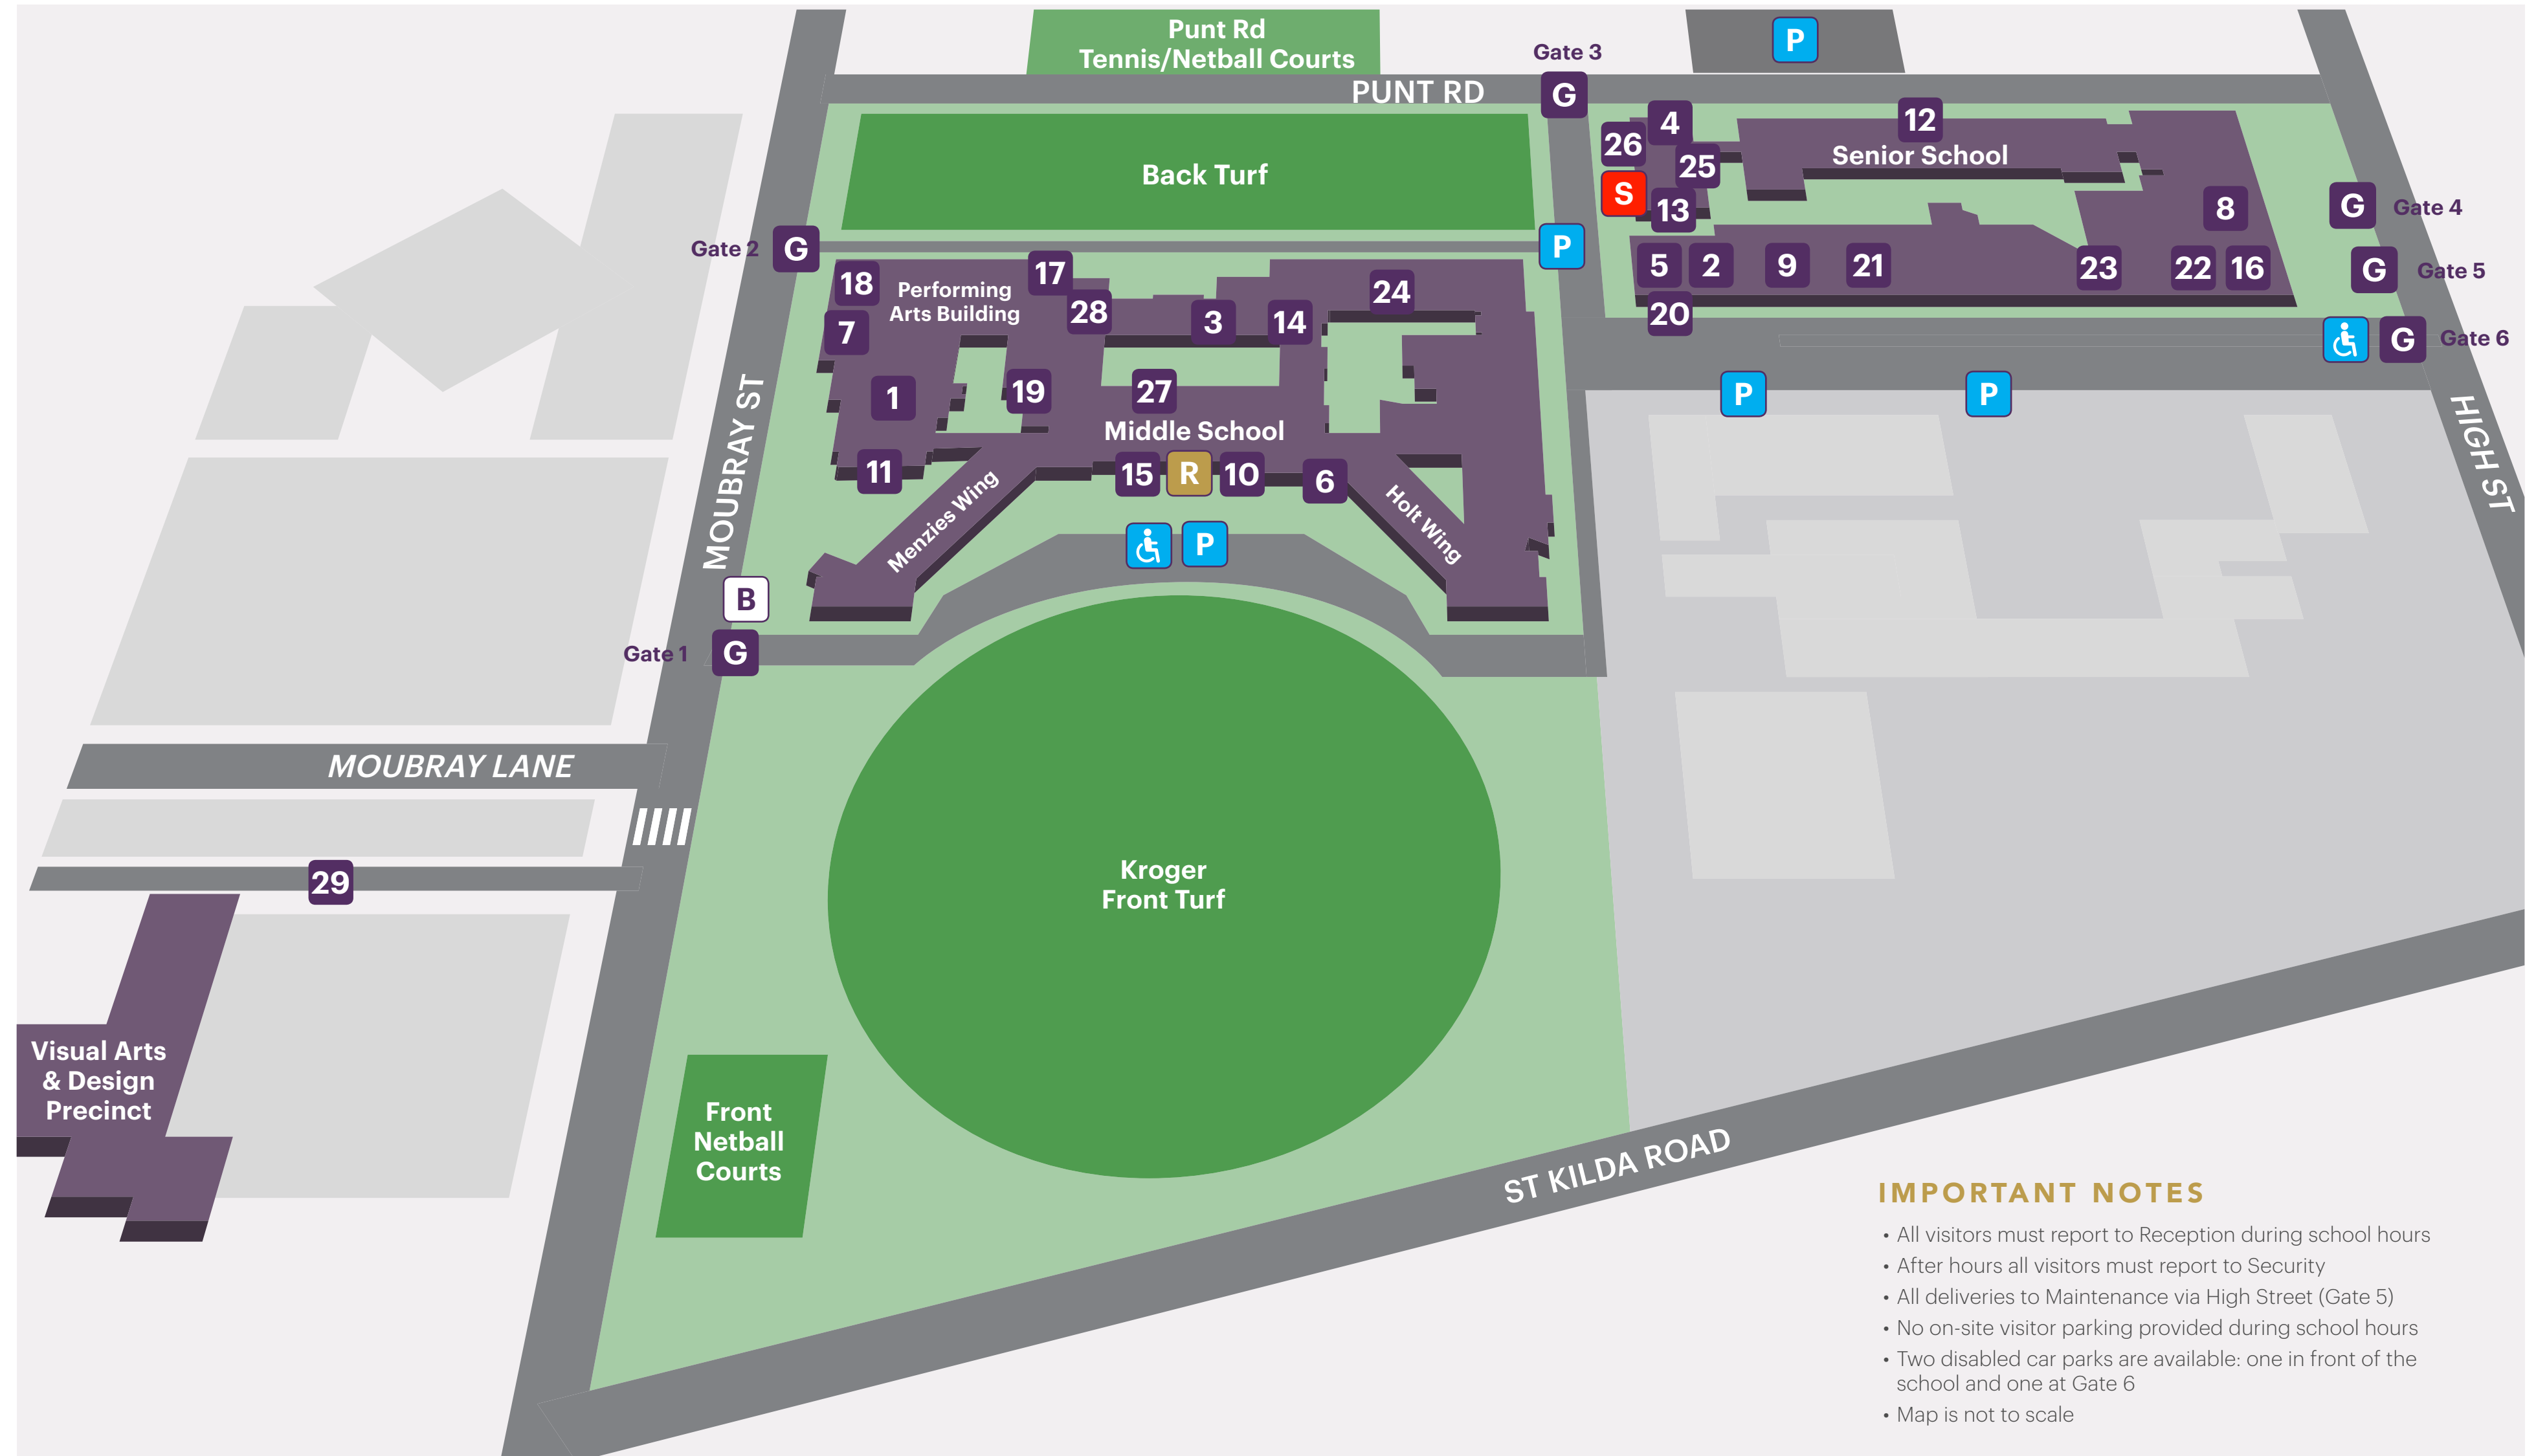 Punt Rd
Tennis/Netball Courts
P
Gate 3
G
PUNT RD
Back Turf
4
26
25
S
13
12
Senior School
8
G
Gate 4
Gate 2
G
P
5
2
9
21
23
22
16
G
Gate 5
20
G
Gate 6
18
Performing
Arts Building
17
28
3
14
24
7
1
19
27
Middle School
11
15
R
10
6
Menzies Wing
Holt Wing
P
P
P
MOUBRAY ST
HIGH ST
B
Gate 1
G
MOUBRAY LANE
29
Kroger
Front Turf
Visual Arts
& Design
Precinct
Front
Netball
Courts
ST KILDA ROAD
IMPORTANT NOTES
• All visitors must report to Reception during school hours
• After hours all visitors must report to Security
• All deliveries to Maintenance via High Street (Gate 5)
• No on-site visitor parking provided during school hours
• Two disabled car parks are available: one in front of the
school and one at Gate 6
• Map is not to scale